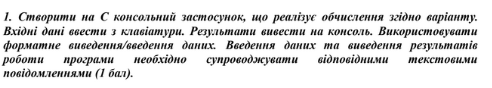 1. Створити на С консольний застосунок, що реалізує обчислення згідно варіанту.
Вхідні дані ввести з клавіатури. Результати вивести на консоль. Використовувати
форматне виведення/введення даних. Введення даних та виведення результатів
роботи програми необхідно супроводжувати відповідними текстовими
повідомленнями (1 бал).